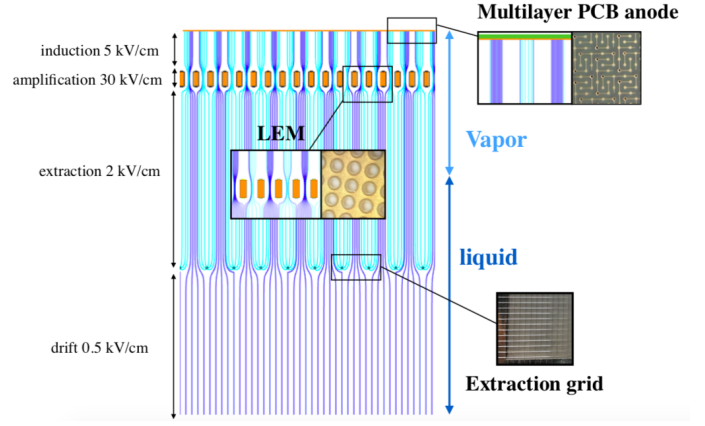 Multilayer PCB anode
induction 5 kV/cm
amplification 30 kV/cm
LEM
Vapor
extraction 2 kV/cm
liquid
drift 0.5 kV/cm
Extraction grid